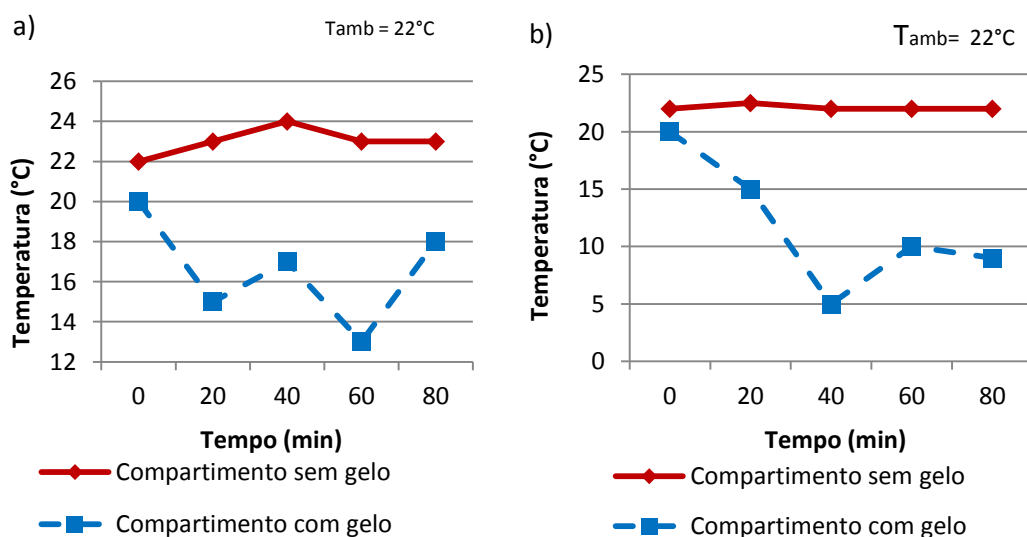 a)
Tamb = 22°C
26
24
22
20
18
16
14
12
Temperatura (°C)
0 20 40 60 80
Tempo (min)
Compartimento sem gelo
Compartimento com gelo
b)
Tamb= 22°C
25
20
15
10
5
0
Temperatura (°C)
0 20 40 60 80
Tempo (min)
Compartimento sem gelo
Compartimento com gelo